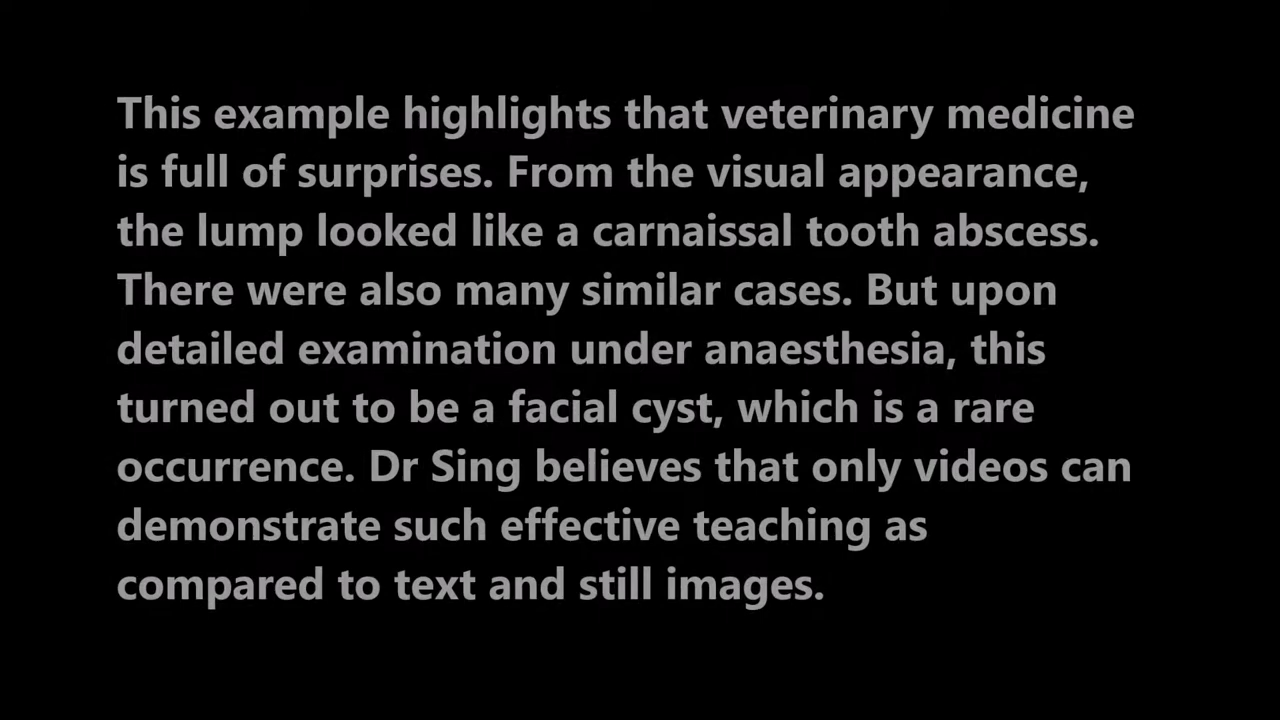 This example highlights that veterinary medicine
is full of surprises. From the visual appearance,
the lump looked like a carnaissal tooth abscess.
There were also many similar cases. But upon
detailed examination under anaesthesia, this
turned out to be a facial cyst, which is a rare
occurrence. Dr Sing believes that only videos can
demonstrate such effective teaching as
compared to text and still images.